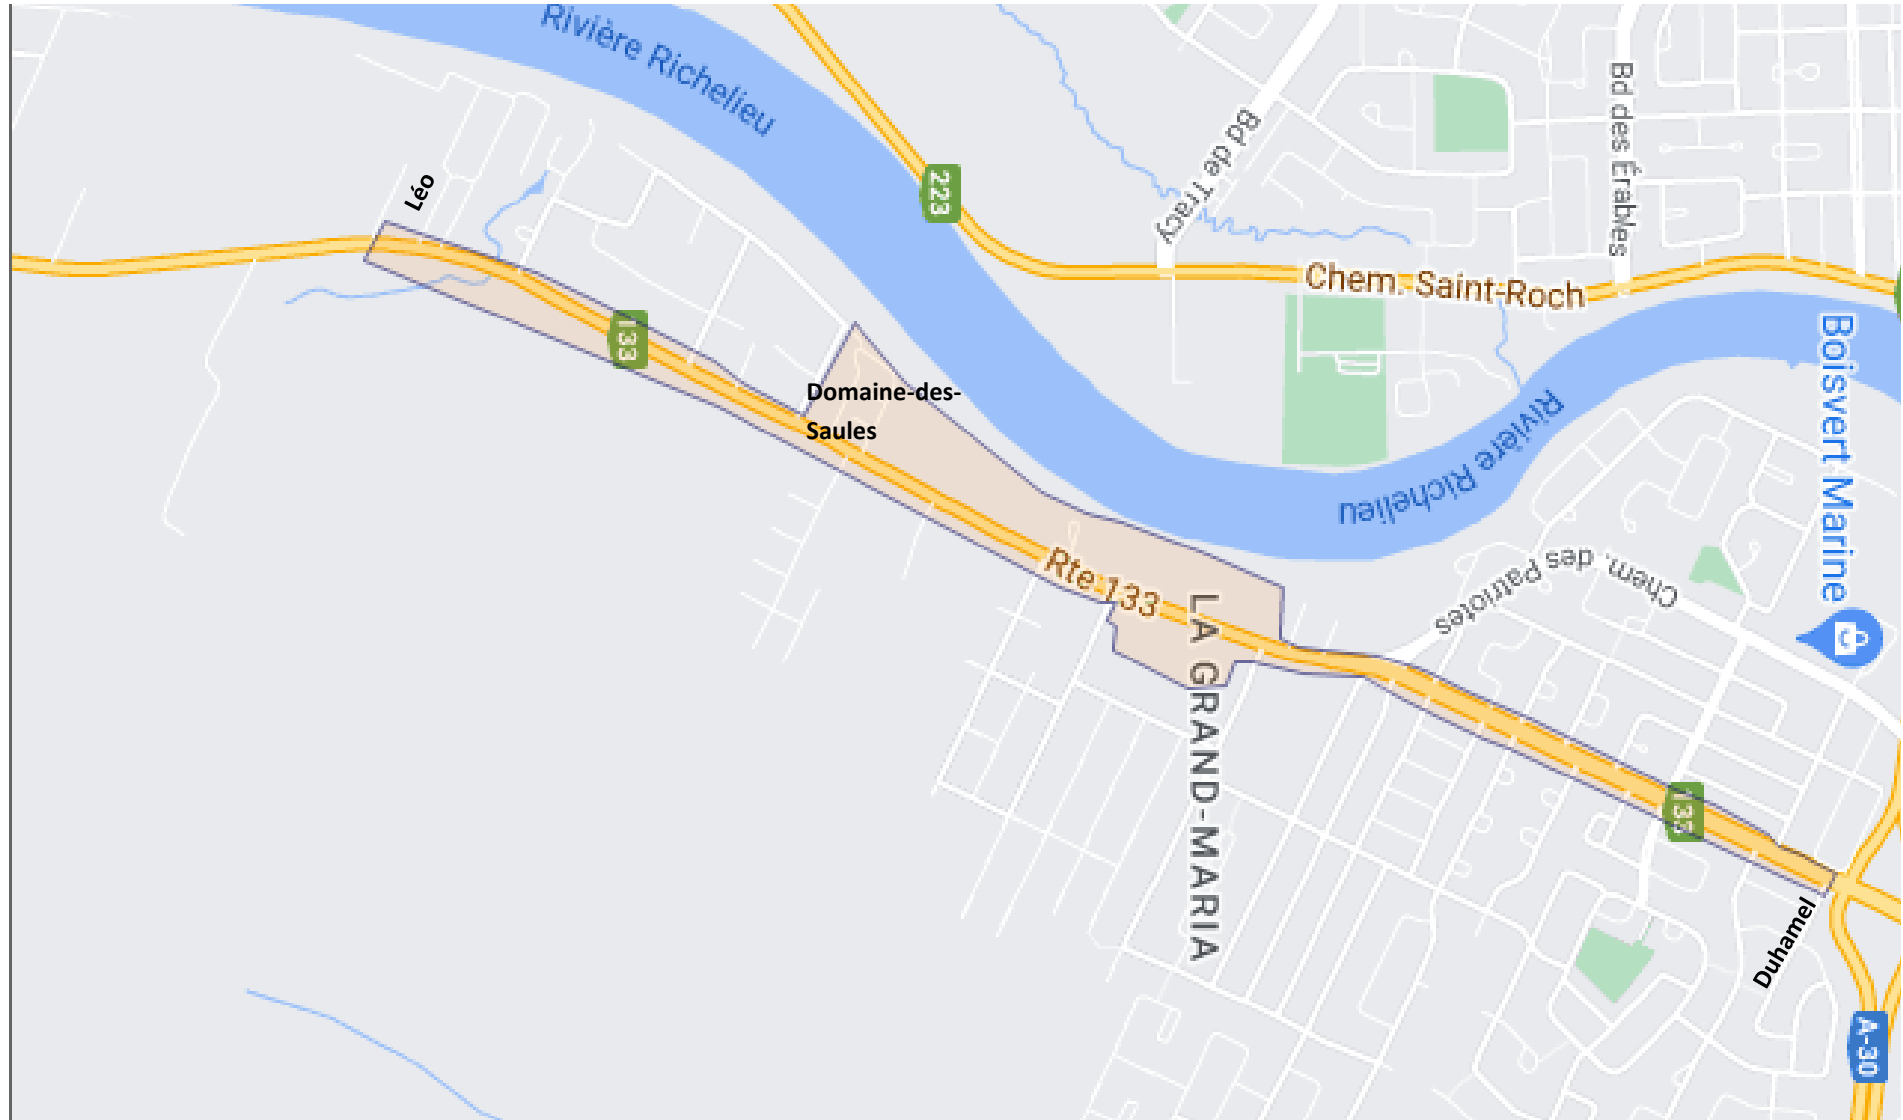 Rivière Richelieu
Bd de Tracy
Bd des Érables
223
Léo
Chem. Saint-Roch
133
Boisvert Marine
Domaine-des-
Saules
Rivière Richelieu
Rte 133
Chem. des Patriotes
LA GRAND-MARIA
133
Duhamel
A-30